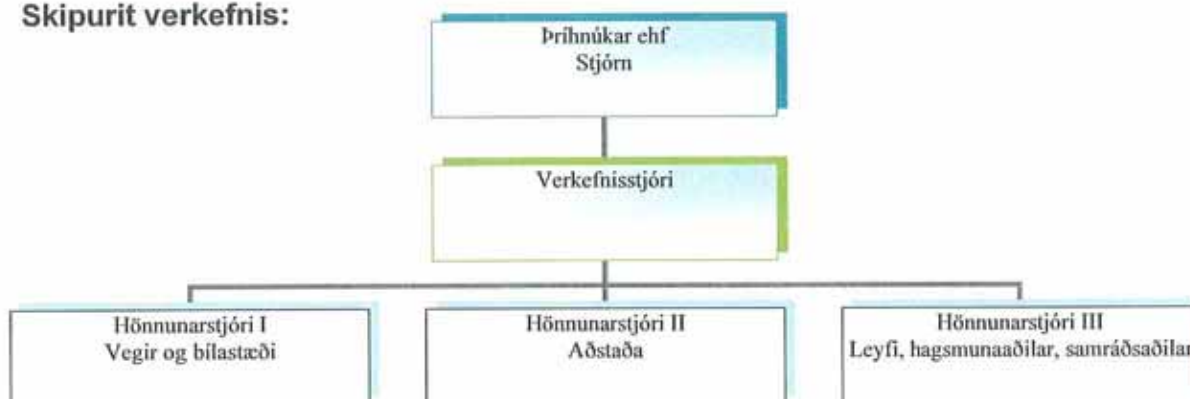 Skipurit verkefnis:
Þríhnúkar ehf
Stjórn
Verkefnisstjóri
Hönnunarstjóri I
Vegir og bílastæði
Hönnunarstjóri II
Aðstaða
Hönnunarstjóri III
Leyfi, hagsmunaaðilar, samráðsaðilar